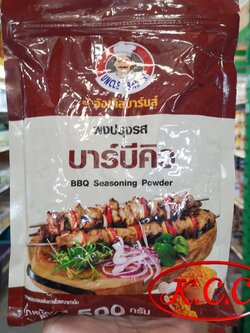 UNCLE BARNS
อังเคิลบาร์นส์
ผงปรุงรส
บาร์บีคิว
BBQ Seasoning Powder
500 กรัม
K.C.C